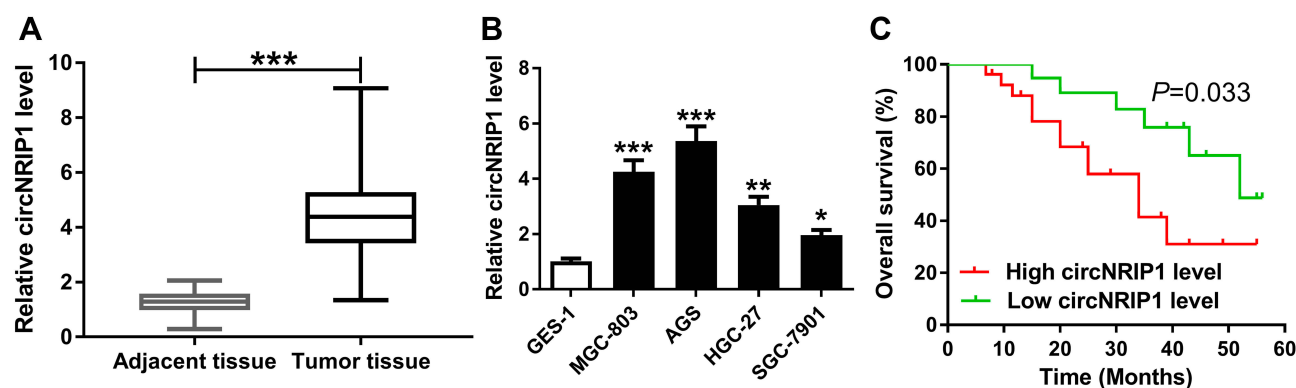 A
Relative circNRIP1 level
10
8
6
4
2
0
***
Adjacent tissue
Tumor tissue
B
Relative circNRIP1 level
8
6
4
2
0
***
***
**
*
GES-1
MGC-803
AGS
HGC-27
SGC-7901
C
Overall survival (%)
100
80
60
40
20
0
P=0.033
High circNRIP1 level
Low circNRIP1 level
0 10 20 30 40 50 60
Time (Months)